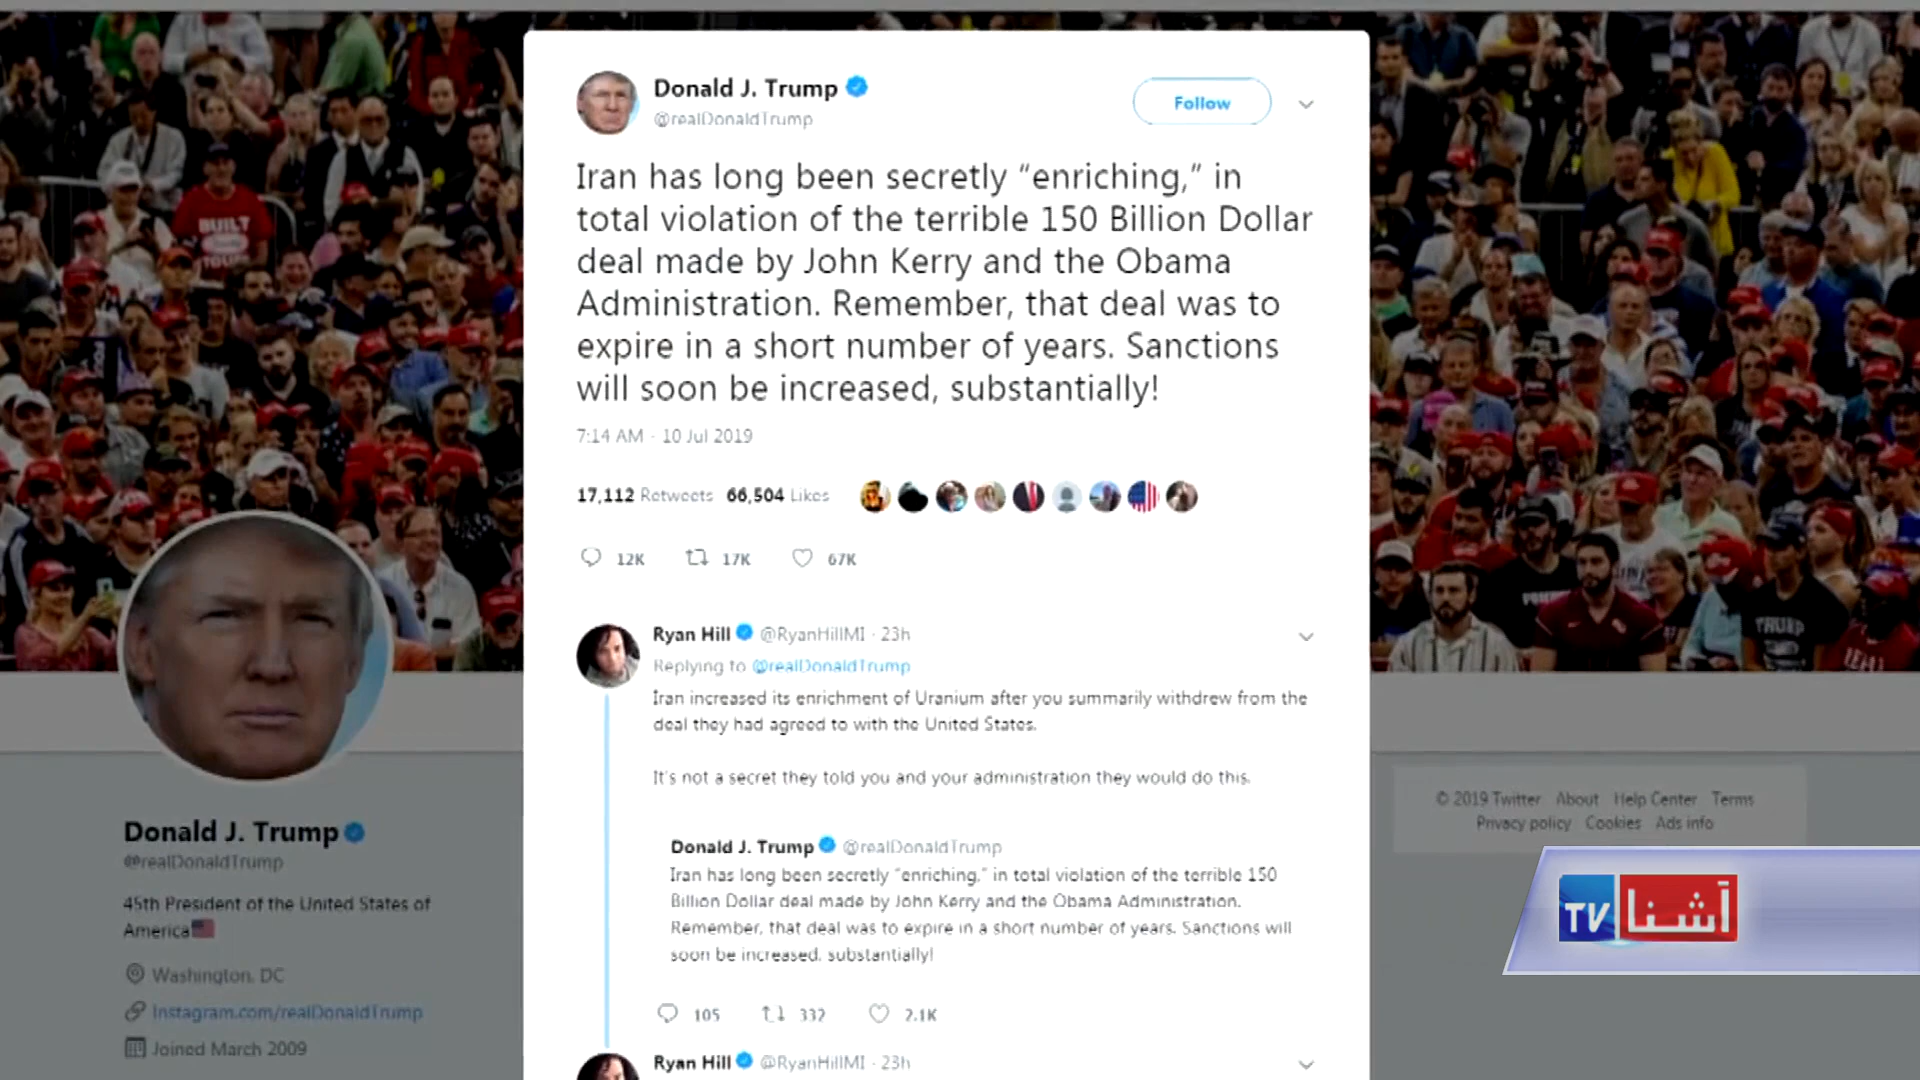 Donald J. Trump
@realDonaldTrump
Follow
Iran has long been secretly “enriching,” in
total violation of the terrible 150 Billion Dollar
deal made by John Kerry and the Obama
Administration. Remember, that deal was to
expire in a short number of years. Sanctions
will soon be increased, substantially!
7:14 AM · 10 Jul 2019
17,112 Retweets 66,504 Likes
12K 17K 67K
Ryan Hill @RyanHillMI · 23h
Replying to @realDonaldTrump
Iran increased its enrichment of Uranium after you summarily withdrew from the
deal they had agreed to with the United States.
It's not a secret they told you and your administration they would do this.
Donald J. Trump @realDonaldTrump
Iran has long been secretly “enriching,” in total violation of the terrible 150
Billion Dollar deal made by John Kerry and the Obama Administration.
Remember, that deal was to expire in a short number of years. Sanctions will
soon be increased, substantially!
105 332 2.1K
Ryan Hill @RyanHillMI · 23h
Donald J. Trump
@realDonaldTrump
45th President of the United States of
America
Washington, DC
Instagram.com/realDonaldTrump
Joined March 2009
© 2019 Twitter About Help Center Terms
Privacy policy Cookies Ads info
TV آشنا
BUILT
TOUGH
TRUMP